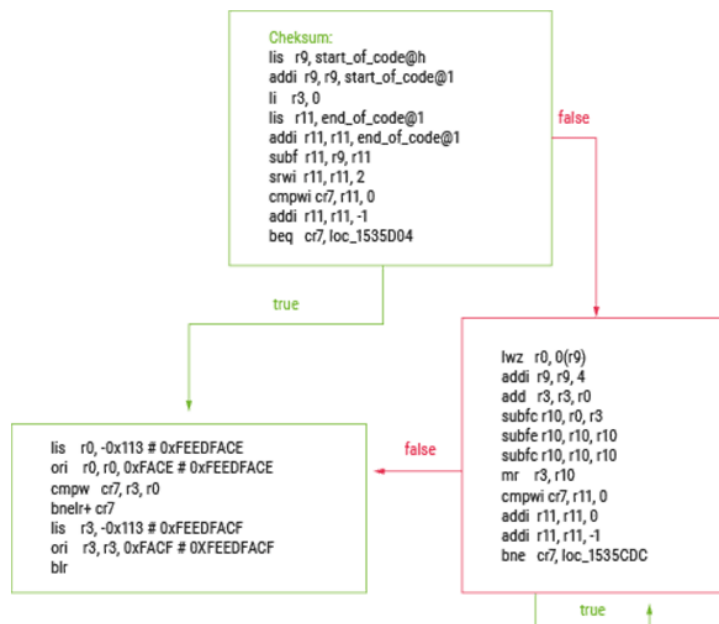 Cheksum:
lis r9, start_of_code@h
addi r9, r9, start_of_code@1
li r3, 0
lis r11, end_of_code@1
addi r11, r11, end_of_code@1
subf r11, r9, r11
srwi r11, r11, 2
cmpwi cr7, r11, 0
addi r11, r11, -1
beq cr7, loc_1535D04
false
true
lwz r0, 0(r9)
addi r9, r9, 4
add r3, r3, r0
subfc r10, r0, r3
subfe r10, r10, r10
subfc r10, r10, r10
mr r3, r10
cmpwi cr7, r11, 0
addi r11, r11, 0
addi r11, r11, -1
bne cr7, loc_1535CDC
false
lis r0, -0x113 # 0xFEEDFACE
ori r0, r0, 0xFACE # 0xFEEDFACE
cmpw cr7, r3, r0
bnelr+ cr7
lis r3, -0x113 # 0xFEEDFACF
ori r3, r3, 0xFACF # 0XFEEDFACF
blr
true